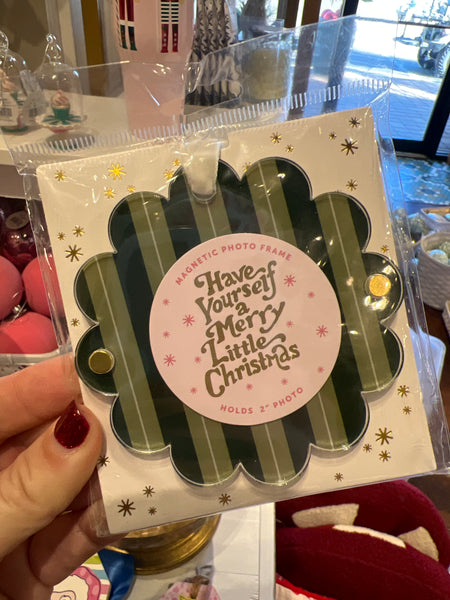 MAGNETIC PHOTO FRAME
Have
Yourself
a
Merry
Little
Christmas
HOLDS 2" PHOTO